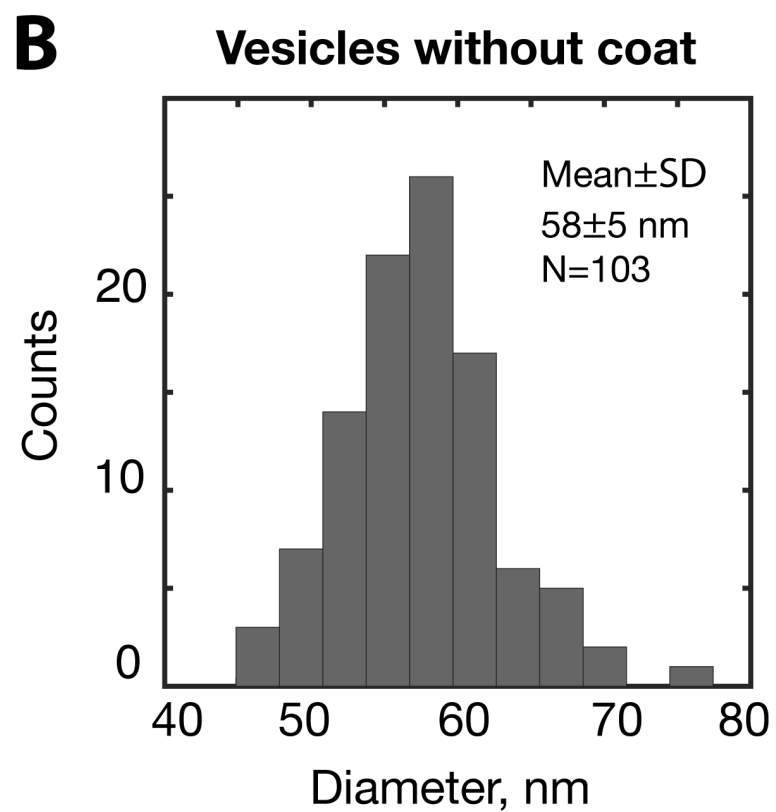 B
Vesicles without coat
Mean±SD
58±5 nm
N=103
Counts
20
10
0
40 50 60 70 80
Diameter, nm